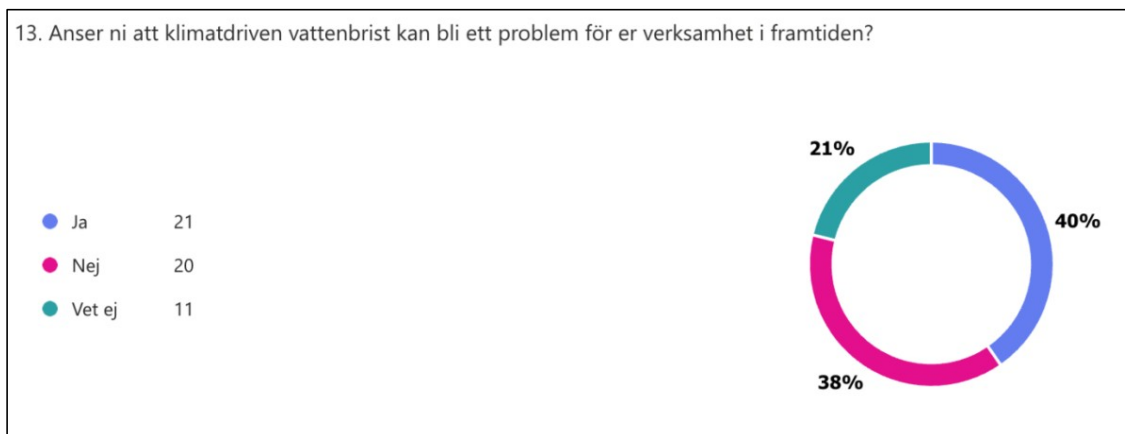 13. Anser ni att klimatdriven vattenbrist kan bli ett problem för er verksamhet i framtiden?
Ja 21
Nej 20
Vet ej 11
21%
40%
38%